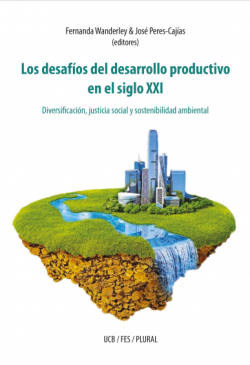 Fernanda Wanderley & José Peres-Cajías
(editores)
Los desafíos del desarrollo productivo
en el siglo XXI
Diversificación, justicia social y sostenibilidad ambiental
UCB / FES / PLURAL